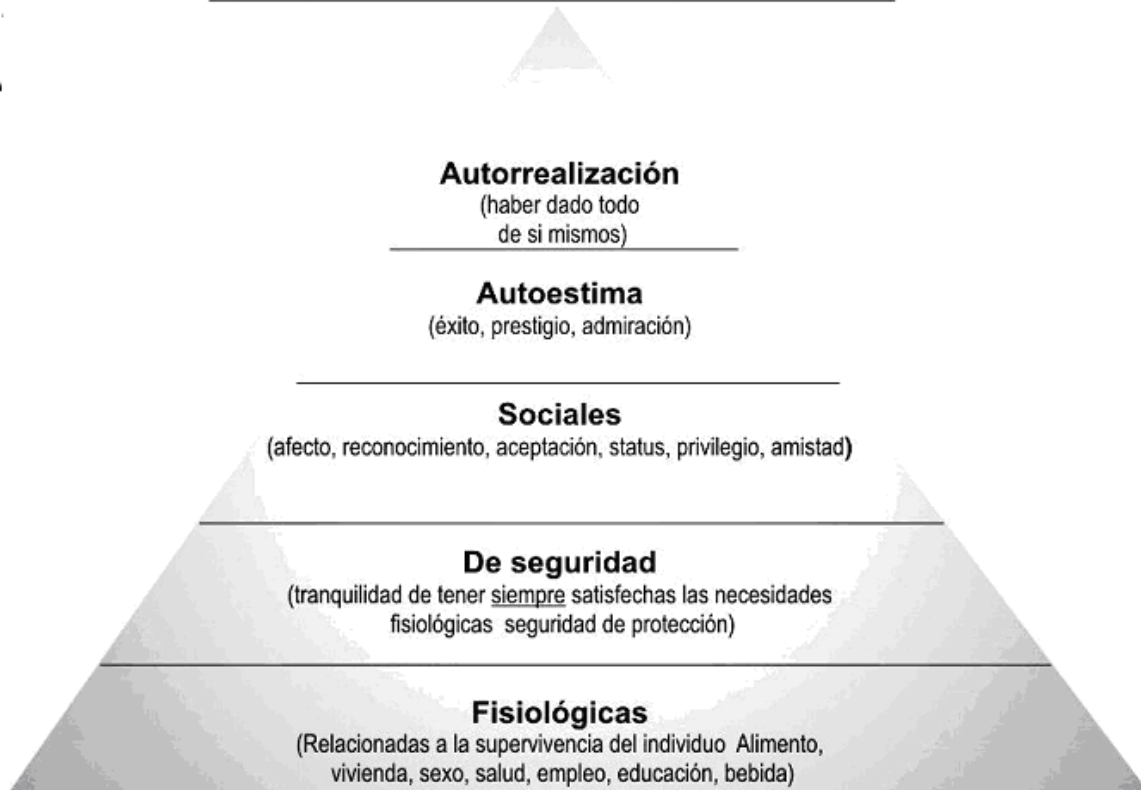 Autorrealización
(haber dado todo
de si mismos)
Autoestima
(éxito, prestigio, admiración)
Sociales
(afecto, reconocimiento, aceptación, status, privilegio, amistad)
De seguridad
(tranquilidad de tener siempre satisfechas las necesidades
fisiológicas seguridad de protección)
Fisiológicas
(Relacionadas a la supervivencia del individuo Alimento,
vivienda, sexo, salud, empleo, educación, bebida)